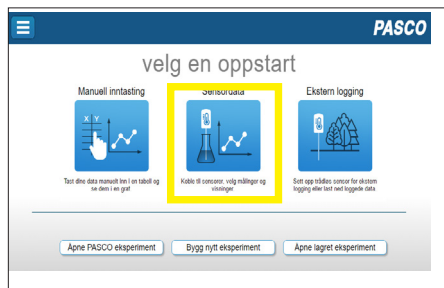 PASCO
velg en oppstart
Manuell inntasting
Sensordata
Ekstern logging
X Y
Tast dine data manuelt inn i en tabell og
se dem i en graf
Koble til sensorer, velg målinger og
visninger
Sett opp trådløs sensor for ekstern
logging eller last ned loggede data
Åpne PASCO eksperiment
Bygg nytt eksperiment
Åpne lagret eksperiment